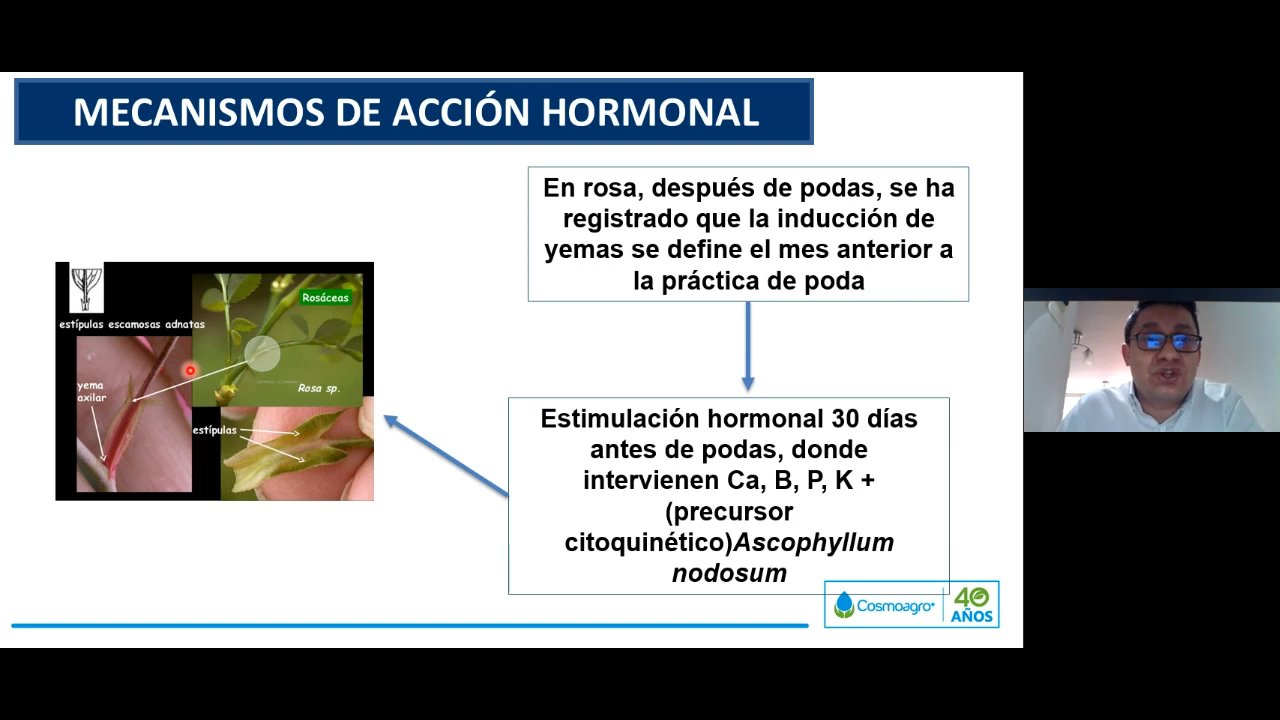 MECANISMOS DE ACCIÓN HORMONAL
En rosa, después de podas, se ha
registrado que la inducción de
yemas se define el mes anterior a
la práctica de poda
Rosáceas
estípulas escamosas adnatas
Rosa sp.
yema
axilar
estípulas
Estimulación hormonal 30 días
antes de podas, donde
intervienen Ca, B, P, K +
(precursor
citoquinético)Ascophyllum
nodosum
Cosmoagro
40
AÑOS